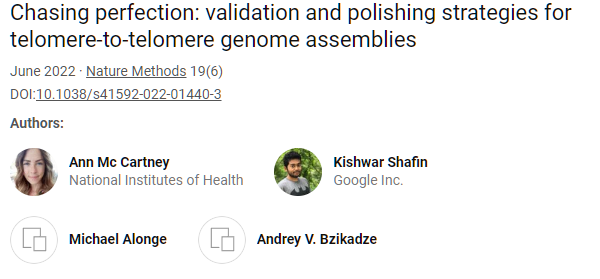 Chasing perfection: validation and polishing strategies for
telomere-to-telomere genome assemblies
June 2022 · Nature Methods 19(6)
DOI:10.1038/s41592-022-01440-3
Authors:
Ann Mc Cartney
National Institutes of Health
Kishwar Shafin
Google Inc.
Michael Alonge
Andrey V. Bzikadze